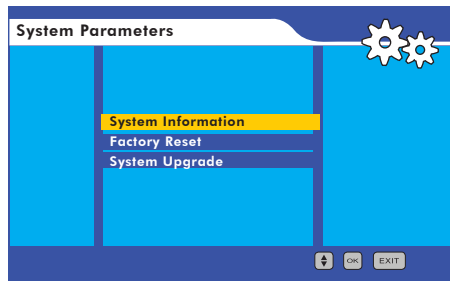 System Parameters
System Information
Factory Reset
System Upgrade
OK EXIT